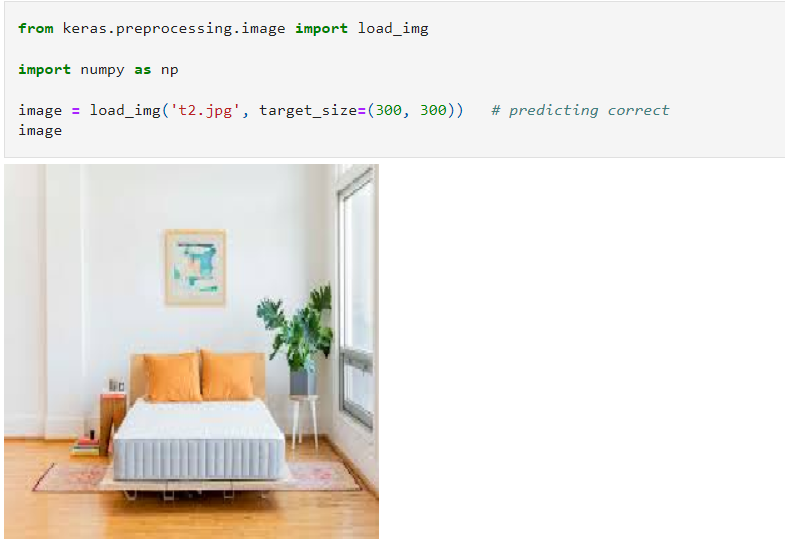 from keras.preprocessing.image import load_img
import numpy as np
image = load_img('t2.jpg', target_size=(300, 300))   # predicting correct
image